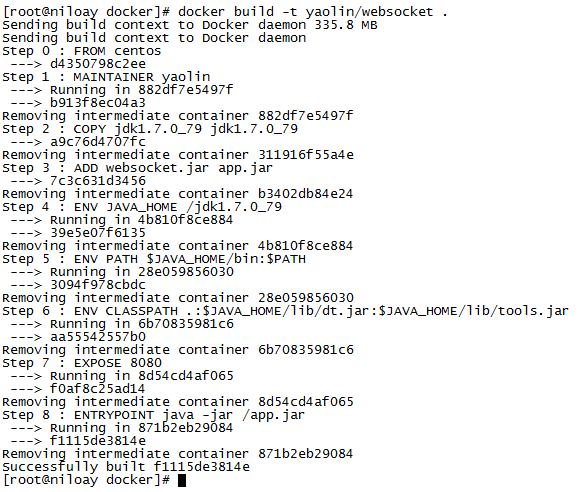 [root@niloay docker]# docker build -t yaolin/websocket .
Sending build context to Docker daemon 335.8 MB
Sending build context to Docker daemon
Step 0 : FROM centos
 ---> d4350798c2ee
Step 1 : MAINTAINER yaolin
 ---> Running in 882df7e5497f
 ---> b913f8ec04a3
Removing intermediate container 882df7e5497f
Step 2 : COPY jdk1.7.0_79 jdk1.7.0_79
 ---> a9c76d4707fc
Removing intermediate container 311916f55a4e
Step 3 : ADD websocket.jar app.jar
 ---> 7c3c631d3456
Removing intermediate container b3402db84e24
Step 4 : ENV JAVA_HOME /jdk1.7.0_79
 ---> Running in 4b810f8ce884
 ---> 39e5e07f6135
Removing intermediate container 4b810f8ce884
Step 5 : ENV PATH $JAVA_HOME/bin:$PATH
 ---> Running in 28e059856030
 ---> 3094f978cbdc
Removing intermediate container 28e059856030
Step 6 : ENV CLASSPATH .:$JAVA_HOME/lib/dt.jar:$JAVA_HOME/lib/tools.jar
 ---> Running in 6b70835981c6
 ---> aa55542557b0
Removing intermediate container 6b70835981c6
Step 7 : EXPOSE 8080
 ---> Running in 8d54cd4af065
 ---> f0af8c25ad14
Removing intermediate container 8d54cd4af065
Step 8 : ENTRYPOINT java -jar /app.jar
 ---> Running in 871b2eb29084
 ---> f1115de3814e
Removing intermediate container 871b2eb29084
Successfully built f1115de3814e
[root@niloay docker]#